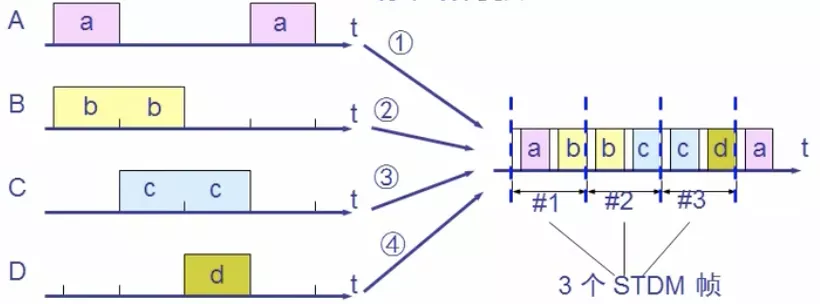 A a a t ①
B b b t ②
C c c t ③
D d t ④
a b b c c d a t
#1 #2 #3
3 个 STDM 帧